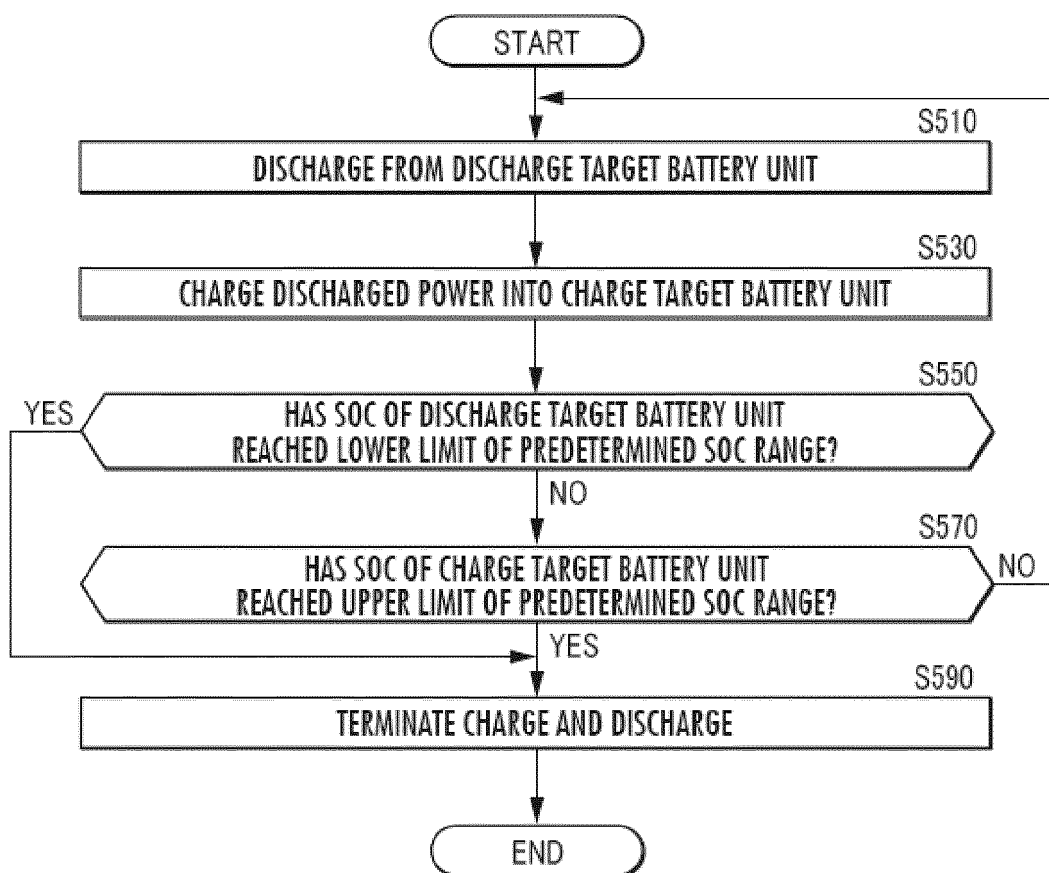 START
S510
DISCHARGE FROM DISCHARGE TARGET BATTERY UNIT
S530
CHARGE DISCHARGED POWER INTO CHARGE TARGET BATTERY UNIT
S550
YES
HAS SOC OF DISCHARGE TARGET BATTERY UNIT
REACHED LOWER LIMIT OF PREDETERMINED SOC RANGE?
NO
S570
HAS SOC OF CHARGE TARGET BATTERY UNIT
REACHED UPPER LIMIT OF PREDETERMINED SOC RANGE?
NO
YES
S590
TERMINATE CHARGE AND DISCHARGE
END